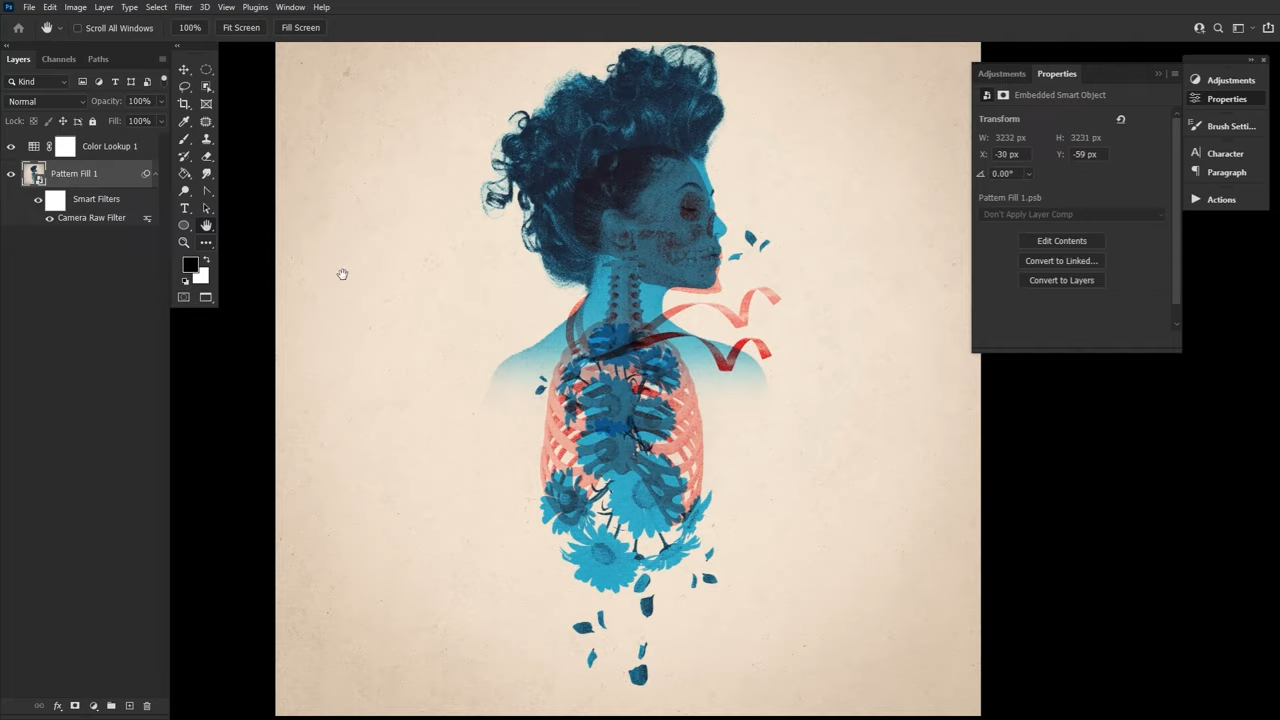 Ps File Edit Image Layer Type Select Filter 3D View Plugins Window Help
Scroll All Windows 100% Fit Screen Fill Screen
Layers Channels Paths
Kind
Normal Opacity: 100%
Lock: Fill: 100%
Color Lookup 1
Pattern Fill 1
Smart Filters
Camera Raw Filter
Adjustments Properties
Embedded Smart Object
Transform
W: 3232 px H: 3231 px
X: -30 px Y: -59 px
0.00°
Pattern Fill 1.psb
Don't Apply Layer Comp
Edit Contents
Convert to Linked...
Convert to Layers
Adjustments
Properties
Brush Setti...
Character
Paragraph
Actions